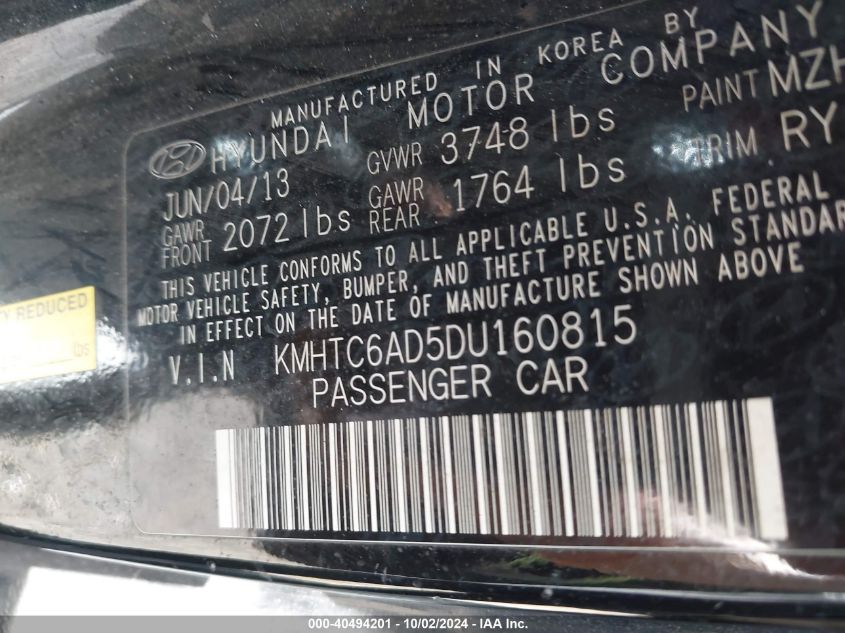 MANUFACTURED IN KOREA BY
HYUNDAI MOTOR COMPANY
JUN/04/13 GVWR 3748 lbs PAINT MZH
GAWR FRONT 2072 lbs GAWR REAR 1764 lbs TRIM RY
THIS VEHICLE CONFORMS TO ALL APPLICABLE U.S.A. FEDERAL
MOTOR VEHICLE SAFETY, BUMPER, AND THEFT PREVENTION STANDAR
IN EFFECT ON THE DATE OF MANUFACTURE SHOWN ABOVE
V.I.N KMHTC6AD5DU160815
PASSENGER CAR
REDUCED
lbs
000-40494201 - 10/02/2024 - IAA Inc.